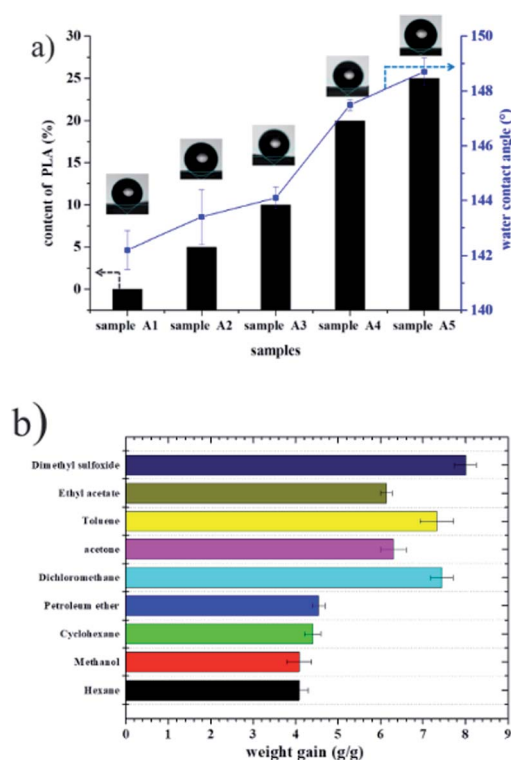 a)
30
25
20
15
10
5
0
content of PLA (%)
150
148
146
144
142
140
water contact angle (°)
sample A1 sample A2 sample A3 sample A4 sample A5
samples
b)
Dimethyl sulfoxide
Ethyl acetate
Toluene
acetone
Dichloromethane
Petroleum ether
Cyclohexane
Methanol
Hexane
0 1 2 3 4 5 6 7 8 9
weight gain (g/g)